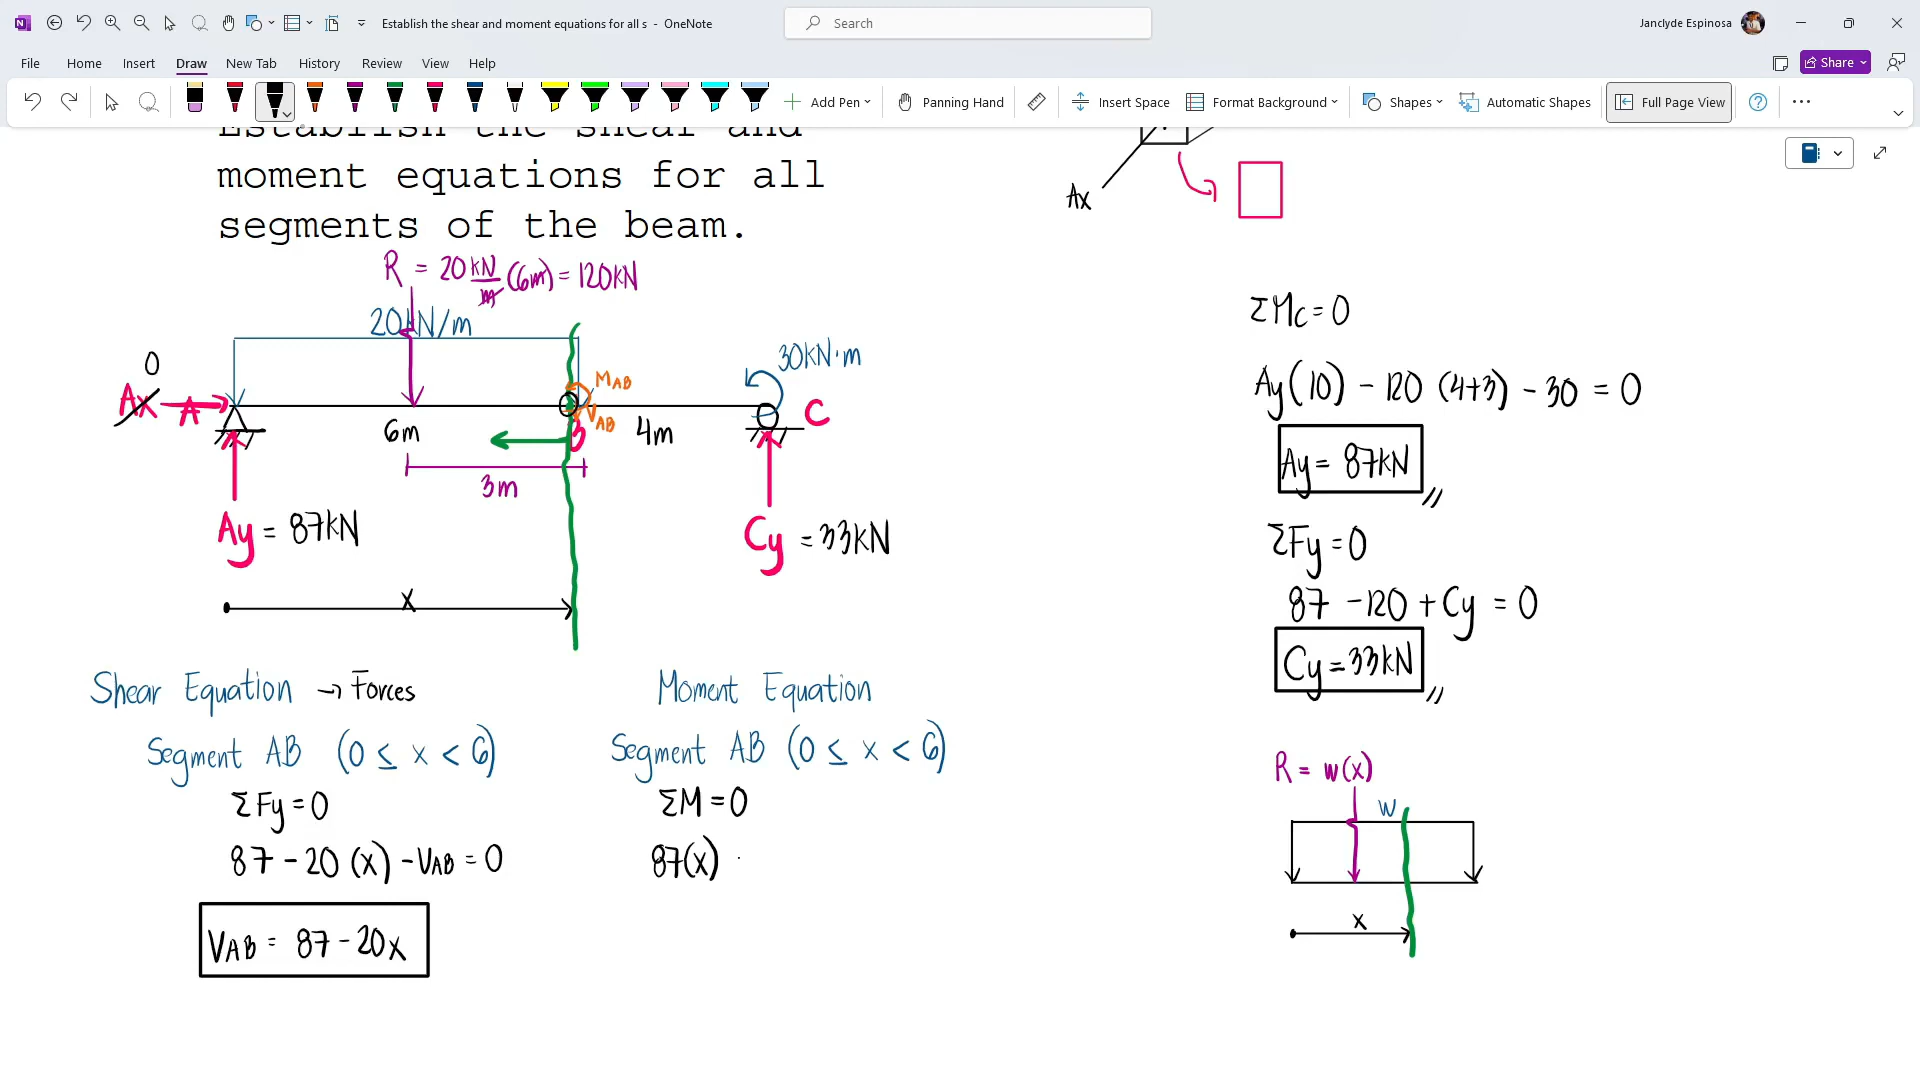 Establish the shear and moment equations for all s - OneNote
Search
Janclyde Espinosa
File Home Insert Draw New Tab History Review View Help
Share
Add Pen Panning Hand Insert Space Format Background Shapes Automatic Shapes Full Page View
Establish the shear and
moment equations for all
segments of the beam.
R = 20 kN/m (6m) = 120kN
20kN/m
0
Ax
A
MAB
VAB
B
30kN·m
C
6m
4m
3m
Ay = 87kN
Cy = 33kN
x
Shear Equation → Forces
Segment AB (0 ≤ x < 6)
ΣFy = 0
87 - 20 (x) - VAB = 0
VAB = 87 - 20x
Moment Equation
Segment AB (0 ≤ x < 6)
ΣM = 0
87(x)
Ax
ΣMc = 0
Ay(10) - 120 (4+3) - 30 = 0
Ay = 87kN
ΣFy = 0
87 - 120 + Cy = 0
Cy = 33kN
R = w(x)
w
x